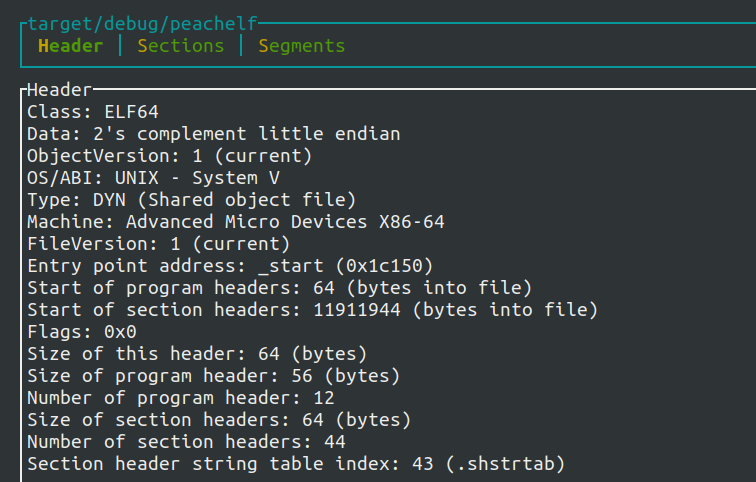 target/debug/peachelf
Header | Sections | Segments
Header
Class: ELF64
Data: 2's complement little endian
ObjectVersion: 1 (current)
OS/ABI: UNIX - System V
Type: DYN (Shared object file)
Machine: Advanced Micro Devices X86-64
FileVersion: 1 (current)
Entry point address: _start (0x1c150)
Start of program headers: 64 (bytes into file)
Start of section headers: 11911944 (bytes into file)
Flags: 0x0
Size of this header: 64 (bytes)
Size of program header: 56 (bytes)
Number of program header: 12
Size of section headers: 64 (bytes)
Number of section headers: 44
Section header string table index: 43 (.shstrtab)